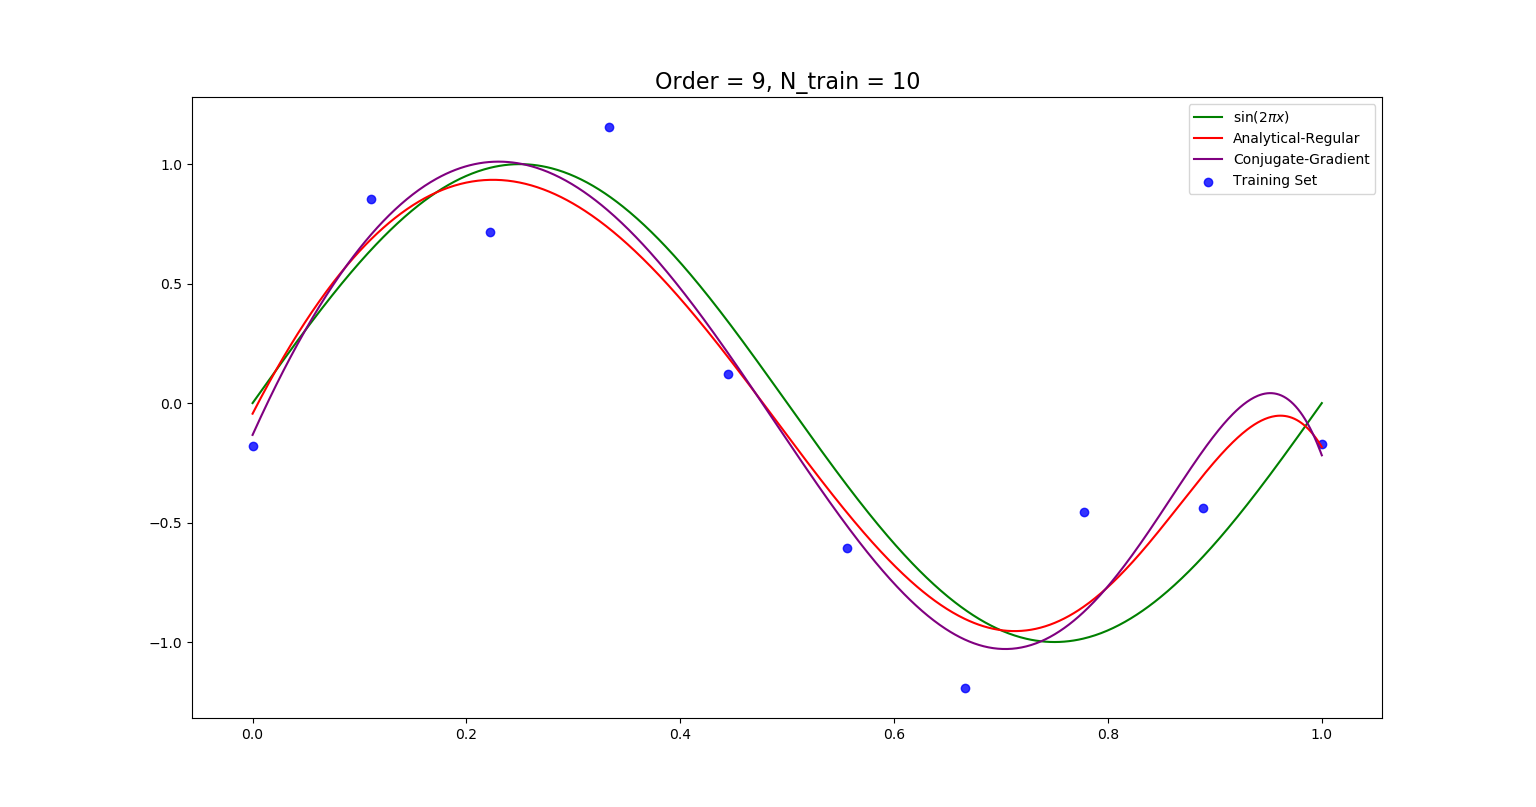 Order = 9, N_train = 10
sin(2πx)
Analytical-Regular
Conjugate-Gradient
Training Set
1.0
0.5
0.0
−0.5
−1.0
0.0 0.2 0.4 0.6 0.8 1.0